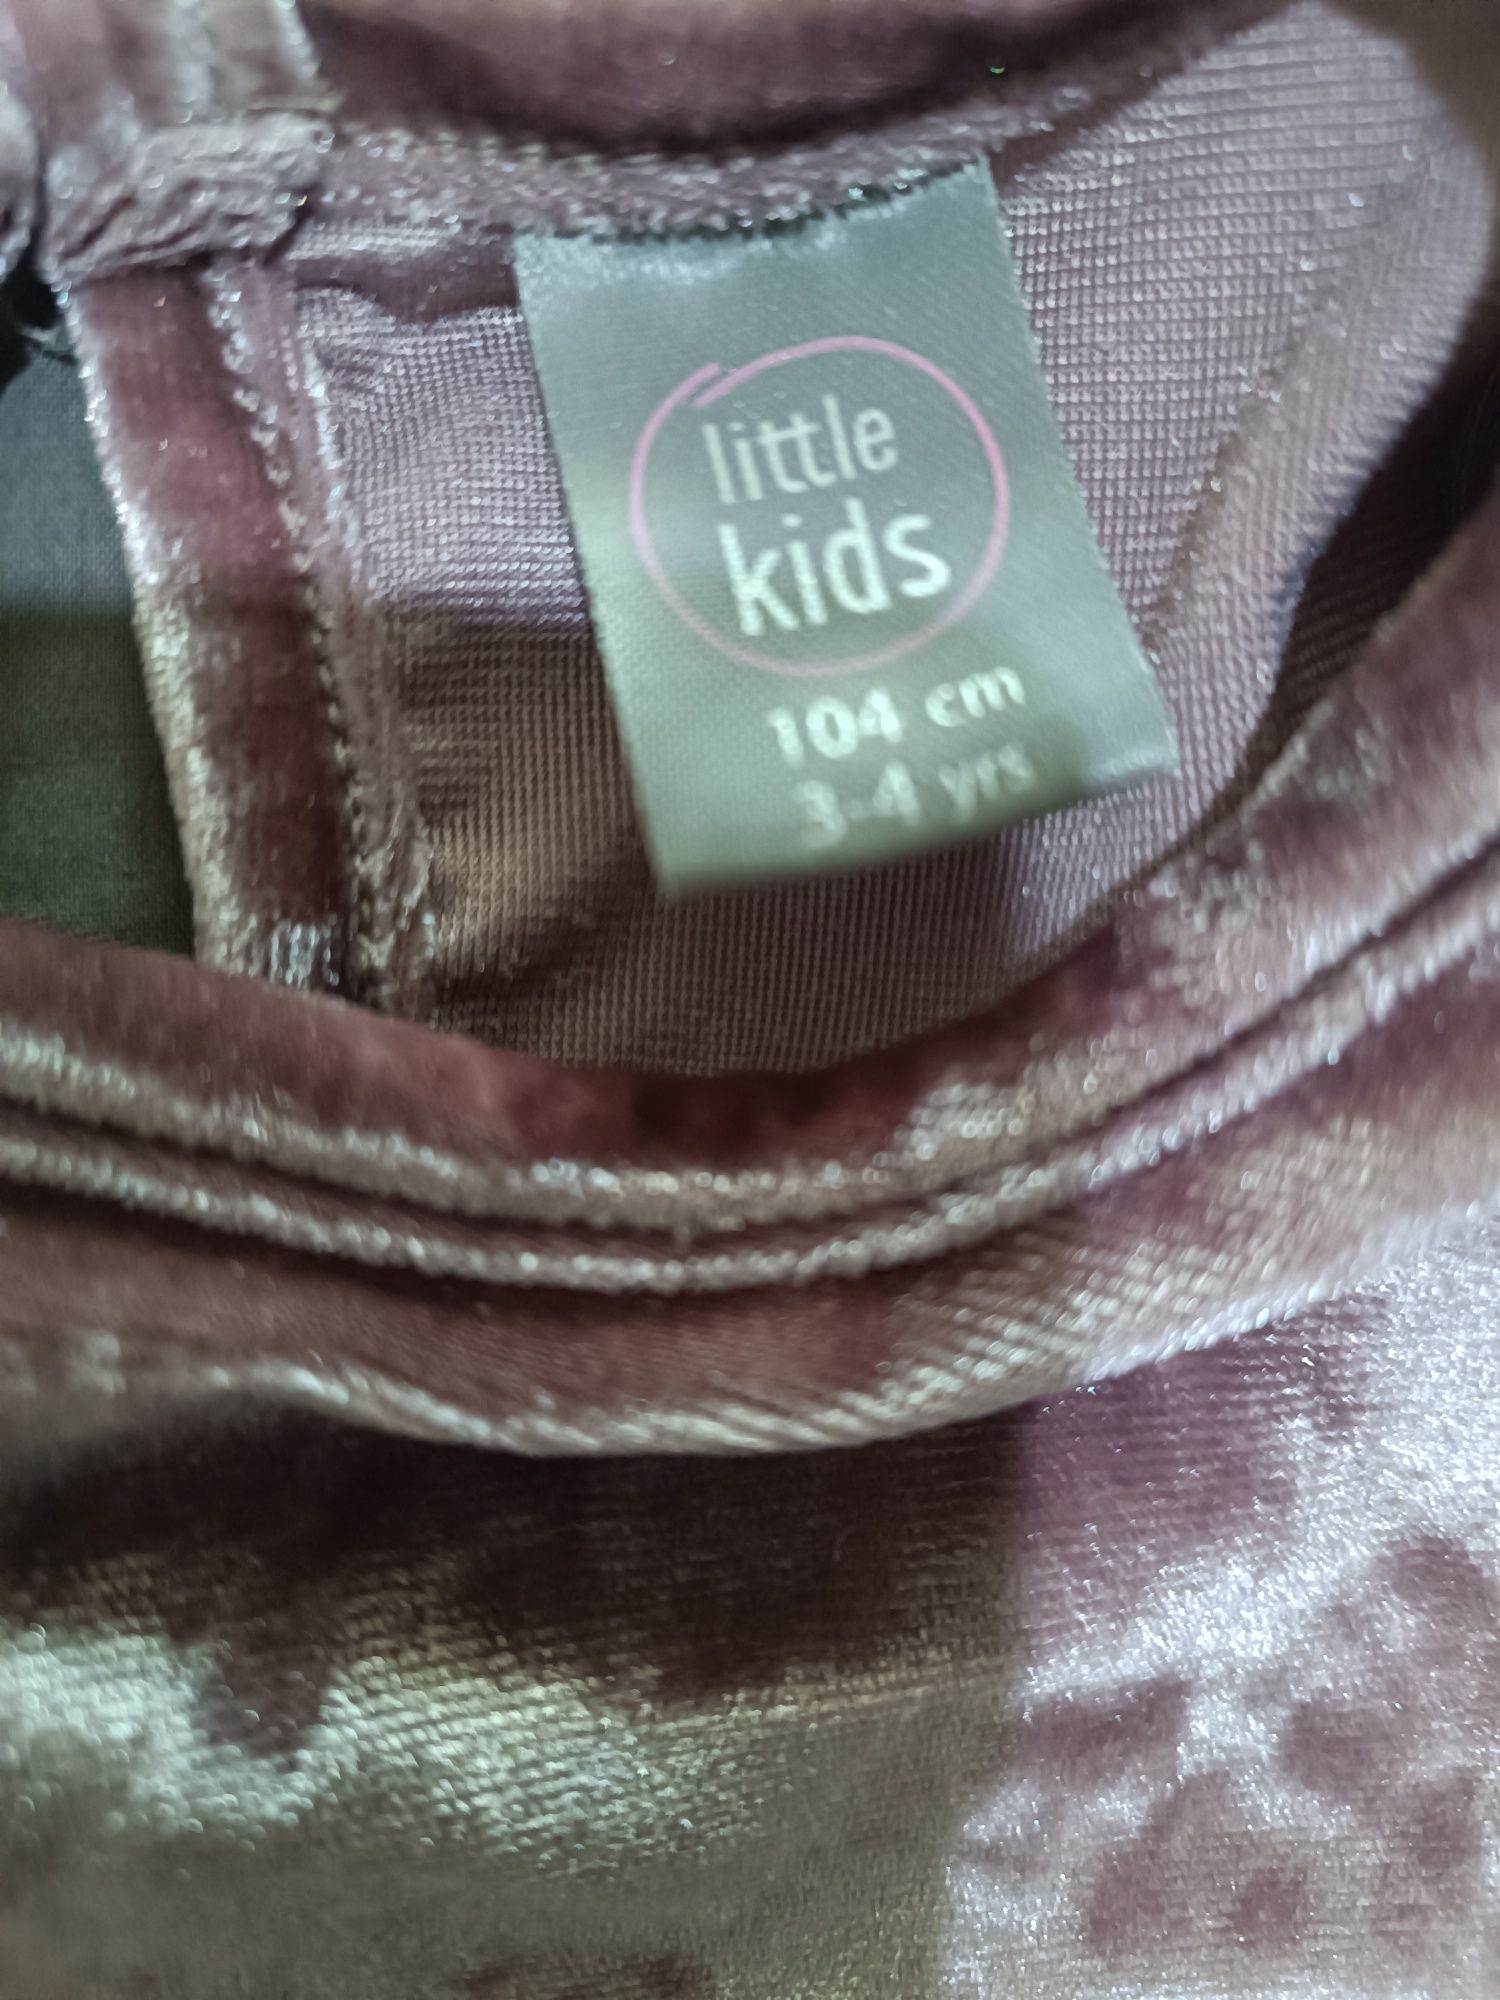 little
kids
104 cm
3-4 yrs